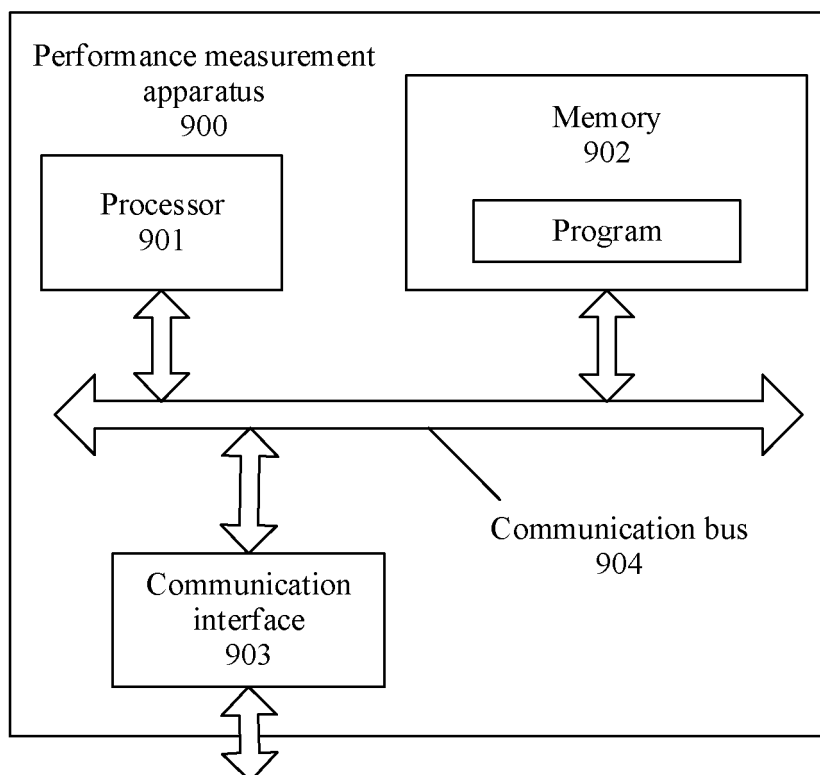 Performance measurement
apparatus
900
Memory
902
Processor
901
Program
Communication bus
904
Communication
interface
903